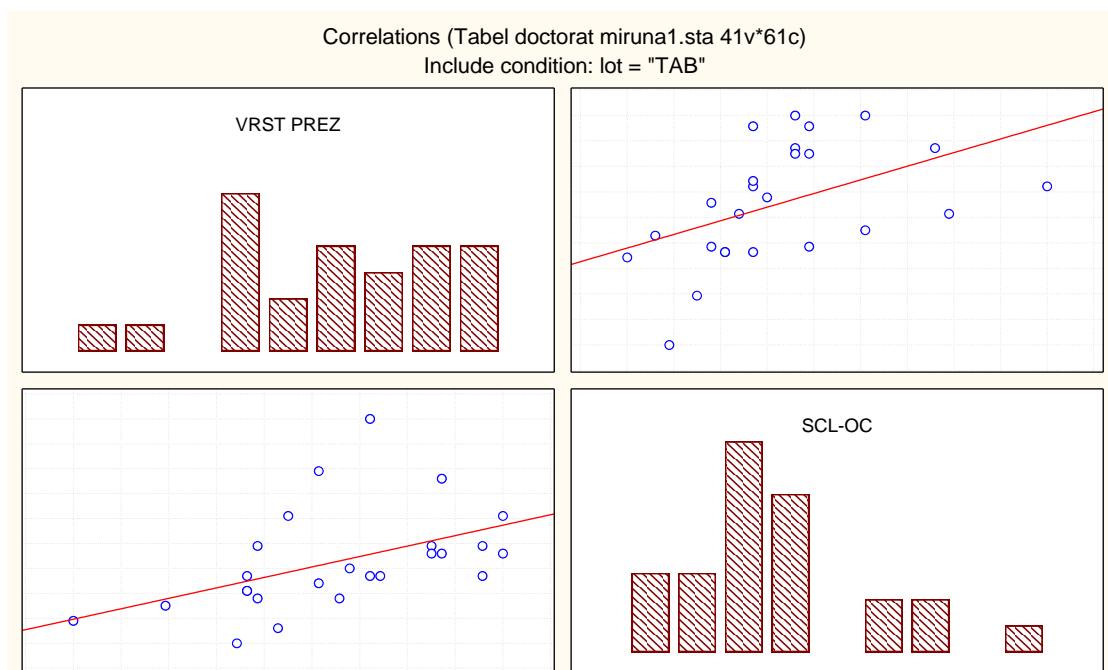 Correlations (Tabel doctorat miruna1.sta 41v*61c)
Include condition: lot = "TAB"
VRST PREZ
SCL-OC